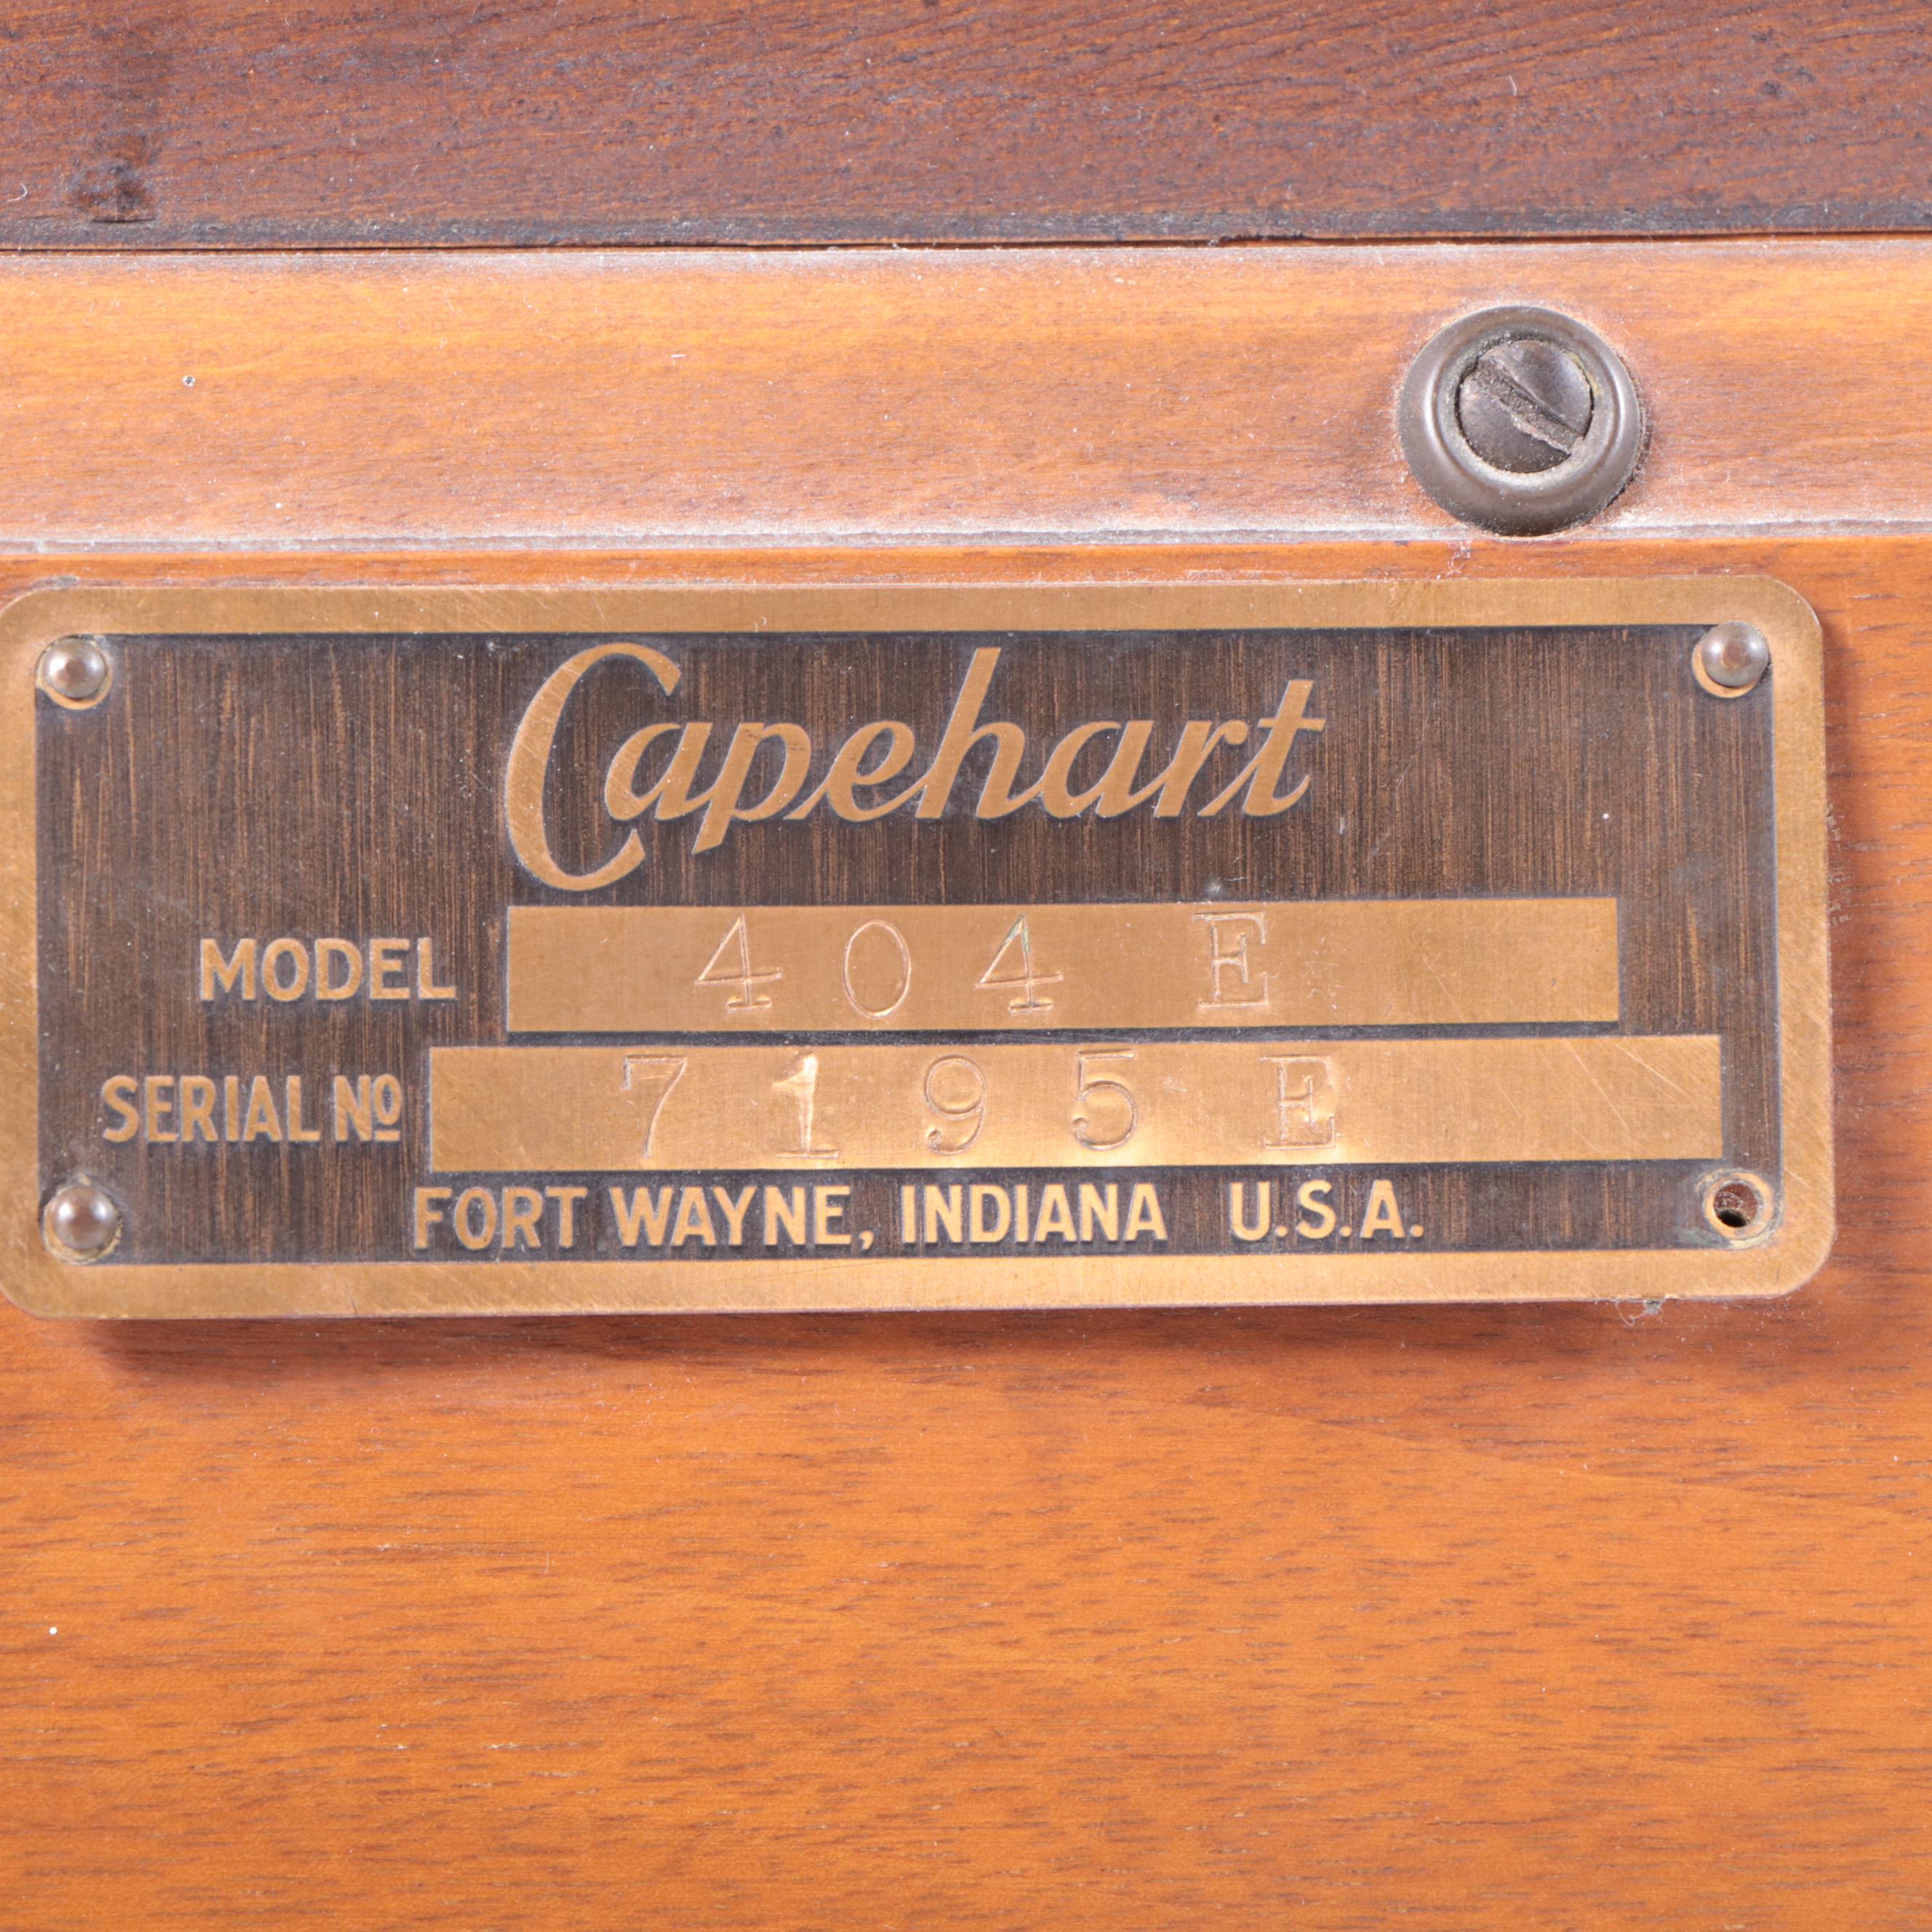 Capehart
MODEL 404 E
SERIAL Nº 7195 E
FORT WAYNE, INDIANA U.S.A.